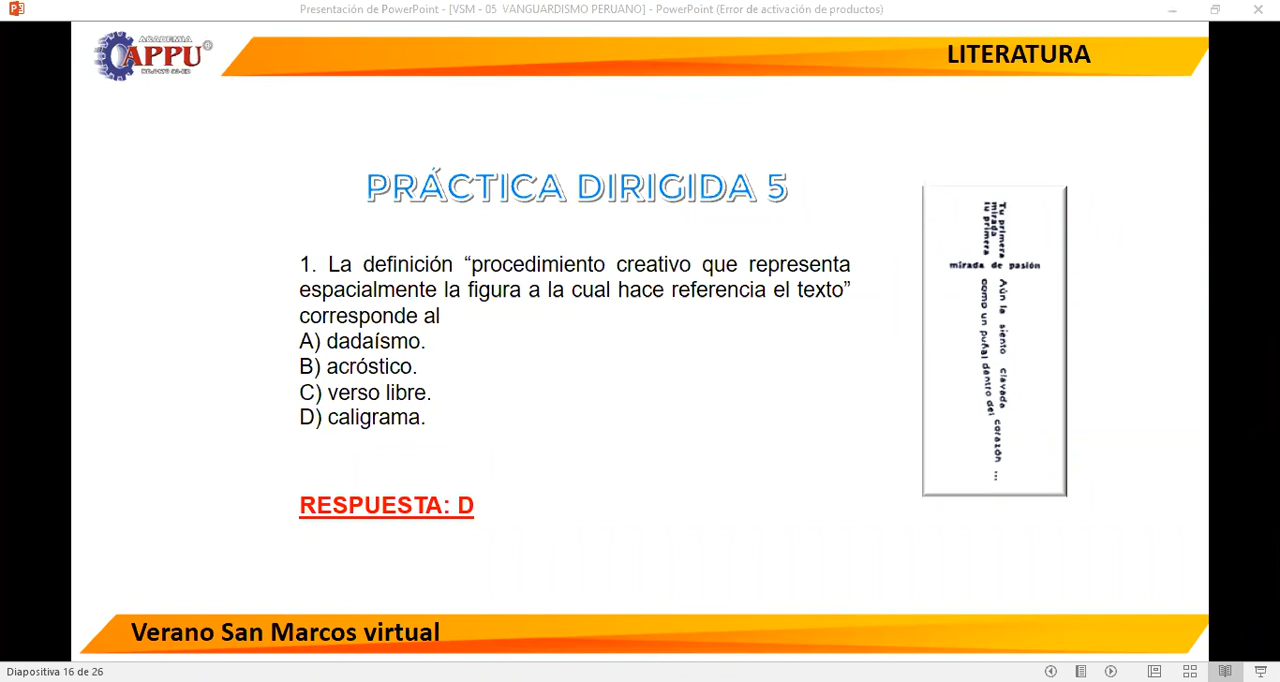 Presentación de PowerPoint - [VSM - 05 VANGUARDISMO PERUANO] - PowerPoint (Error de activación de productos)
ACADEMIA
APPU
LITERATURA
PRÁCTICA DIRIGIDA 5
1. La definición “procedimiento creativo que representa
espacialmente la figura a la cual hace referencia el texto”
corresponde al
A) dadaísmo.
B) acróstico.
C) verso libre.
D) caligrama.
RESPUESTA: D
Tu primera
mirada
tu primera
mirada de pasión
Aún la siento clavada
como un puñal dentro del corazón ...
Verano San Marcos virtual
Diapositiva 16 de 26